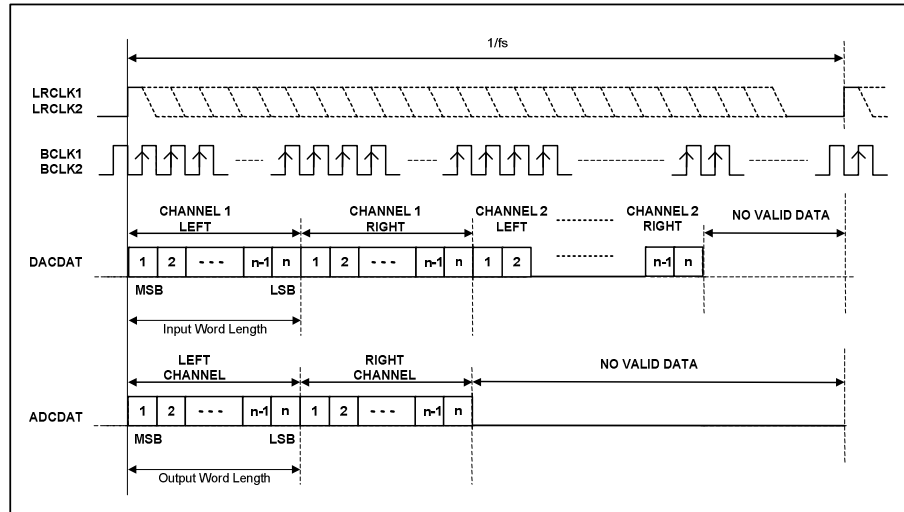 1/fs
LRCLK1
LRCLK2
BCLK1
BCLK2
CHANNEL 1
LEFT
CHANNEL 1
RIGHT
CHANNEL 2
LEFT
CHANNEL 2
RIGHT
NO VALID DATA
DACDAT
1 2 - - - n-1 n 1 2 - - - n-1 n 1 2 n-1 n
MSB LSB
Input Word Length
LEFT
CHANNEL
RIGHT
CHANNEL
NO VALID DATA
ADCDAT
1 2 - - - n-1 n 1 2 - - - n-1 n
MSB LSB
Output Word Length